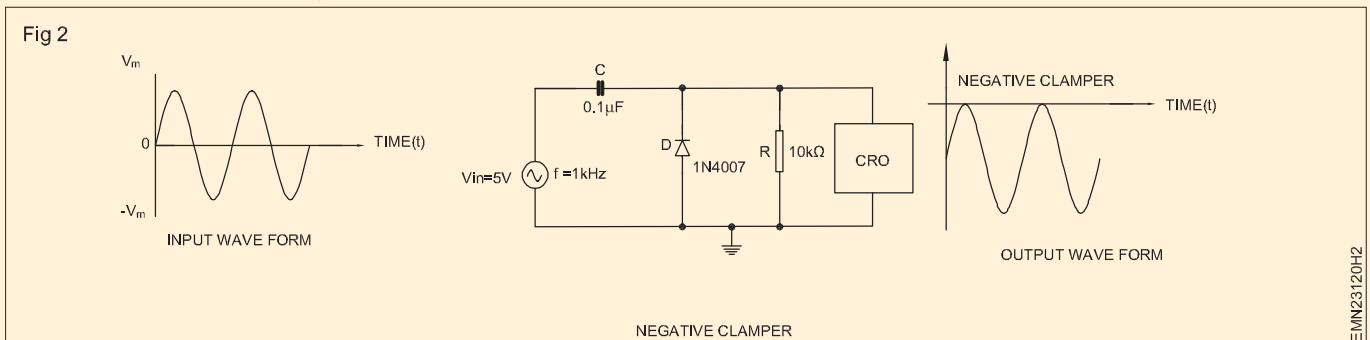 Fig 2
Vm
0
-Vm
TIME(t)
INPUT WAVE FORM
C
0.1µF
Vin=5V
f =1kHz
D
1N4007
R
10kΩ
CRO
NEGATIVE CLAMPER
TIME(t)
OUTPUT WAVE FORM
NEGATIVE CLAMPER
EMN23120H2